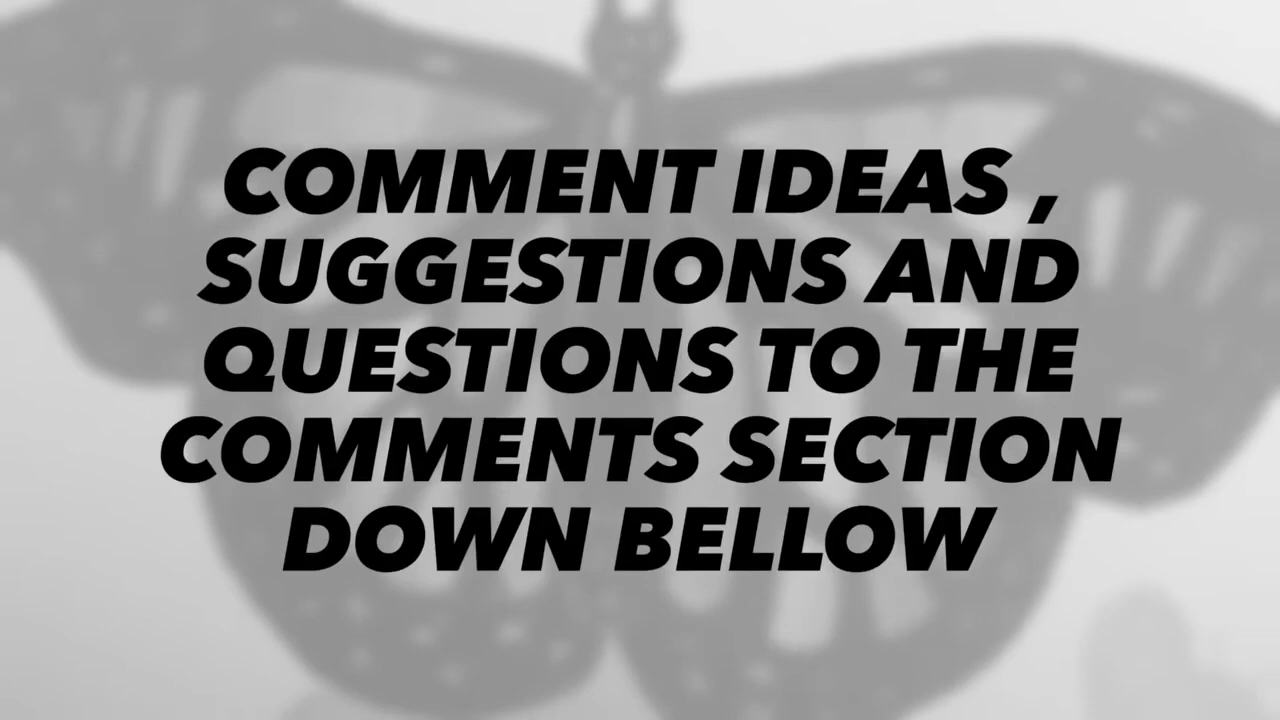 COMMENT IDEAS ,
SUGGESTIONS AND
QUESTIONS TO THE
COMMENTS SECTION
DOWN BELLOW